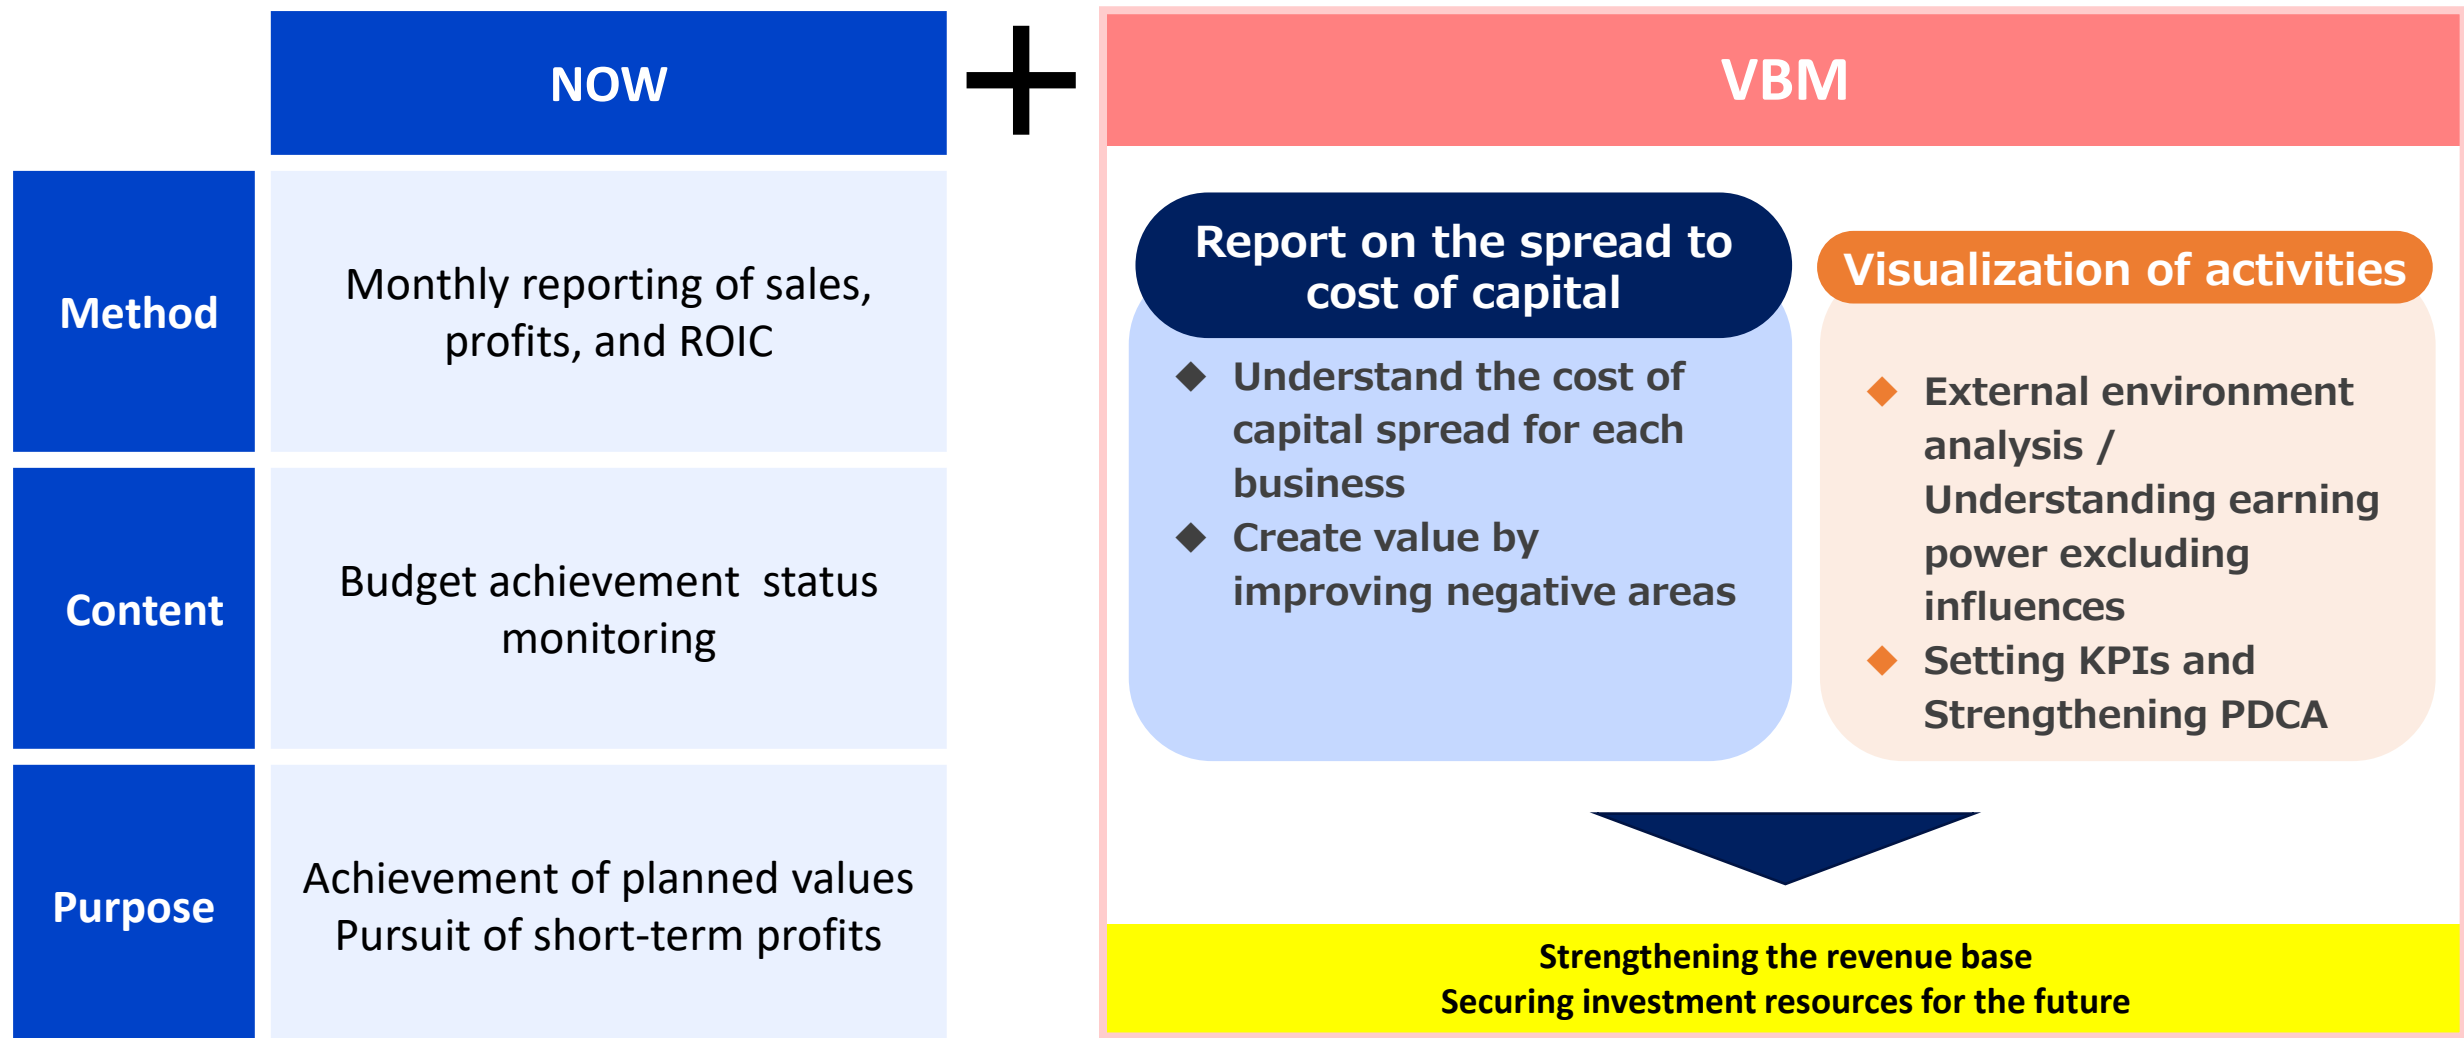 NOW
Method
Monthly reporting of sales,
profits, and ROIC
Content
Budget achievement  status
monitoring
Purpose
Achievement of planned values
Pursuit of short-term profits
+
VBM
Report on the spread to
cost of capital
◆ Understand the cost of
capital spread for each
business
◆ Create value by
improving negative areas
Visualization of activities
◆ External environment
analysis /
Understanding earning
power excluding
influences
◆ Setting KPIs and
Strengthening PDCA
Strengthening the revenue base
Securing investment resources for the future